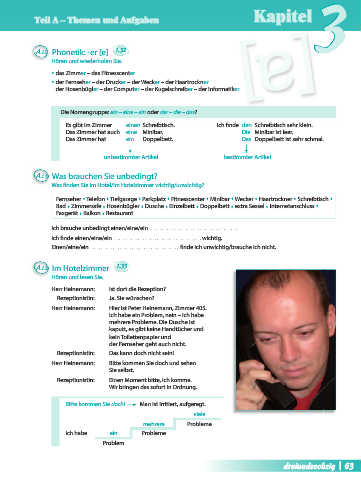 Teil A – Themen und Aufgaben
Kapitel 3
A11 Phonetik: -er [ɐ] 1.32
Hören und wiederholen Sie.
• das Zimmer – das Fitnesscenter
• der Fernseher – der Drucker – der Wecker – der Haartrockner
der Hosenbügler – der Computer – der Kugelschreiber – der Informatiker
[ɐ]
Die Nomengruppe: ein – eine – ein oder der – die – das?
Es gibt im Zimmer einen Schreibtisch. Ich finde den Schreibtisch sehr klein.
Das Zimmer hat auch eine Minibar. Die Minibar ist leer.
Das Zimmer hat ein Doppelbett. Das Doppelbett ist sehr schmal.
unbestimmter Artikel bestimmter Artikel
Was brauchen Sie unbedingt?
Was finden Sie im Hotel/im Hotelzimmer wichtig/unwichtig?
Fernseher • Telefon • Tiefgarage • Parkplatz • Fitnesscenter • Minibar • Wecker • Haartrockner • Schreibtisch •
Bad • Zimmersafe • Hosenbügler • Dusche • Einzelbett • Doppelbett • extra Sessel • Internetanschluss •
Faxgerät • Balkon • Restaurant
Ich brauche unbedingt einen/eine/ein
Ich finde einen/eine/ein wichtig.
Einen/eine/ein finde ich unwichtig/brauche ich nicht.
Im Hotelzimmer 1.33
Hören und lesen Sie.
Herr Heinemann: Ist dort die Rezeption?
Rezeptionistin: Ja. Sie wünschen?
Herr Heinemann: Hier ist Peter Heinemann, Zimmer 405.
Ich habe ein Problem, nein – ich habe
mehrere Probleme. Die Dusche ist
kaputt, es gibt keine Handtücher und
kein Toilettenpapier und
der Fernseher geht auch nicht.
Rezeptionistin: Das kann doch nicht sein!
Herr Heinemann: Bitte kommen Sie doch und sehen
Sie selbst.
Rezeptionistin: Einen Moment bitte, ich komme.
Wir bringen das sofort in Ordnung.
Bitte kommen Sie doch! → Man ist irritiert, aufgeregt.
viele
mehrere Probleme
Ich habe ein Probleme
Problem
dreiundsechzig | 63